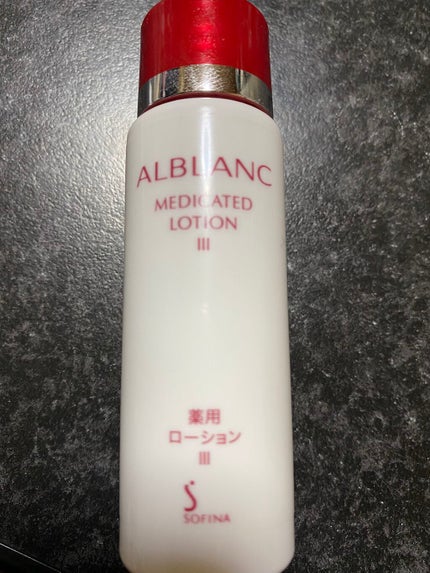 ALBLANC
MEDICATED
LOTION
III
薬用
ローション
III
SOFINA